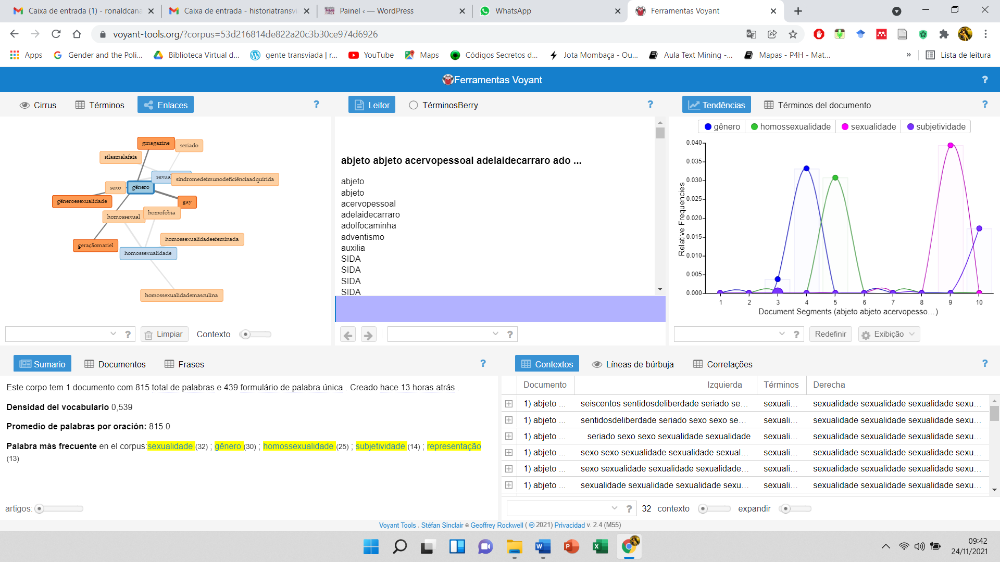 Caixa de entrada (1) - ronaldcana
Caixa de entrada - historiatransvi
Painel ‹ — WordPress
WhatsApp
Ferramentas Voyant
voyant-tools.org/?corpus=53d216814de822a20c3b30ce974d6926
Apps
Gender and the Poli...
Biblioteca Virtual d...
gente transviada | r...
YouTube
Maps
Códigos Secretos d...
Jota Mombaça - Ou...
Aula Text Mining -...
Mapas - P4H - Mat...
»
Lista de leitura
Ferramentas Voyant
?
Cirrus
Términos
Enlaces
?
gmagazine
seriado
silasmalafaia
sexual
síndromedeimunodeficiênciaadquirida
sexo
gênero
gêneroesexualidade
gay
homossexual
homofobia
homossexualidadeefeminada
geraçãomariel
homossexualidade
homossexualidademasculina
?
Limpiar
Contexto
Leitor
TérminosBerry
?
abjeto abjeto acervopessoal adelaidecarraro ado ...
abjeto
abjeto
acervopessoal
adelaidecarraro
adolfocaminha
adventismo
auxilia
SIDA
SIDA
SIDA
SIDA
?
Tendências
Términos del documento
?
gênero
homossexualidade
sexualidade
subjetividade
Relative Frequencies
0.040
0.035
0.030
0.025
0.020
0.015
0.010
0.005
0.000
1 2 3 4 5 6 7 8 9 10
Document Segments (abjeto abjeto acervopesso...)
?
Redefinir
Exibição
Sumario
Documentos
Frases
?
Este corpo tem 1 documento com 815 total de palabras e 439 formulário de palabra única . Creado hace 13 horas atrás .
Densidad del vocabulario 0,539
Promedio de palabras por oración: 815.0
Palabra más frecuente en el corpus:sexualidade (32) ; gênero (30) ; homossexualidade (25) ; subjetividade (14) ; representação
(13)
artigos:
Contextos
Líneas de búrbuja
Correlações
?
Documento Izquierda Términos Derecha
1) abjeto ... seiscentos sentidosdeliberdade seriado se... sexuali... sexualidade sexualidade sexualidade sexu...
1) abjeto ... sentidosdeliberdade seriado sexo sexo se... sexuali... sexualidade sexualidade sexualidade sexu...
1) abjeto ... seriado sexo sexo sexualidade sexualidade sexuali... sexualidade sexualidade sexualidade sexu...
1) abjeto ... sexo sexo sexualidade sexualidade sexual... sexuali... sexualidade sexualidade sexualidade sexu...
1) abjeto ... sexo sexualidade sexualidade sexualidade... sexuali... sexualidade sexualidade sexualidade sexu...
1) abjeto ... sexualidade sexualidade sexualidade sexu... sexuali... sexualidade sexualidade sexualidade sexu...
? 32 contexto expandir
Voyant Tools , Stéfan Sinclair e Geoffrey Rockwell ( 2021) Privacidad v. 2.4 (M55)
09:42
24/11/2021